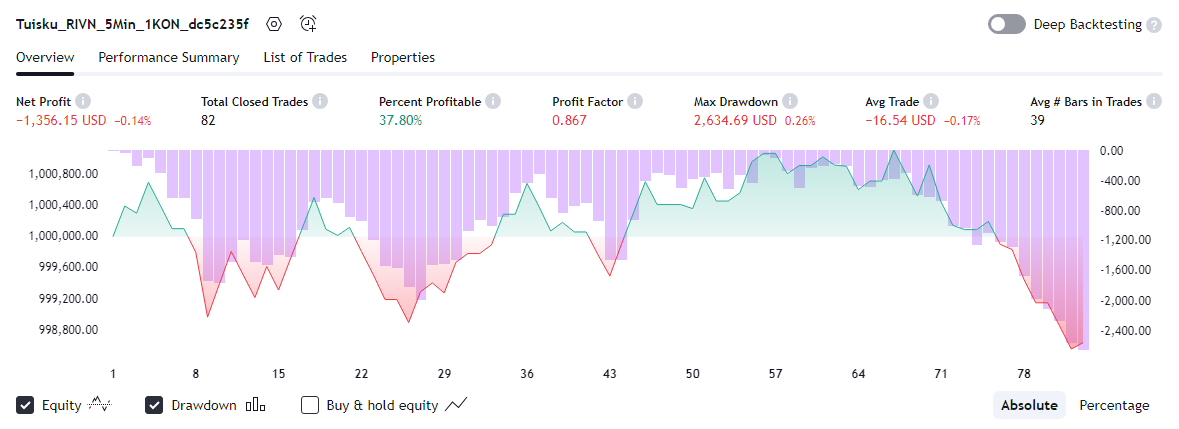 Tuisku_RIVN_5Min_1KON_dc5c235f
Deep Backtesting ?
Overview Performance Summary List of Trades Properties
Net Profit Total Closed Trades Percent Profitable Profit Factor Max Drawdown Avg Trade Avg # Bars in Trades
−1,356.15 USD −0.14% 82 37.80% 0.867 2,634.69 USD 0.26% −16.54 USD −0.17% 39
0.00
1,000,800.00 -400.00
1,000,400.00 -800.00
1,000,000.00 -1,200.00
999,600.00 -1,600.00
999,200.00 -2,000.00
998,800.00 -2,400.00
1 8 15 22 29 36 43 50 57 64 71 78
Equity Drawdown Buy & hold equity Absolute Percentage